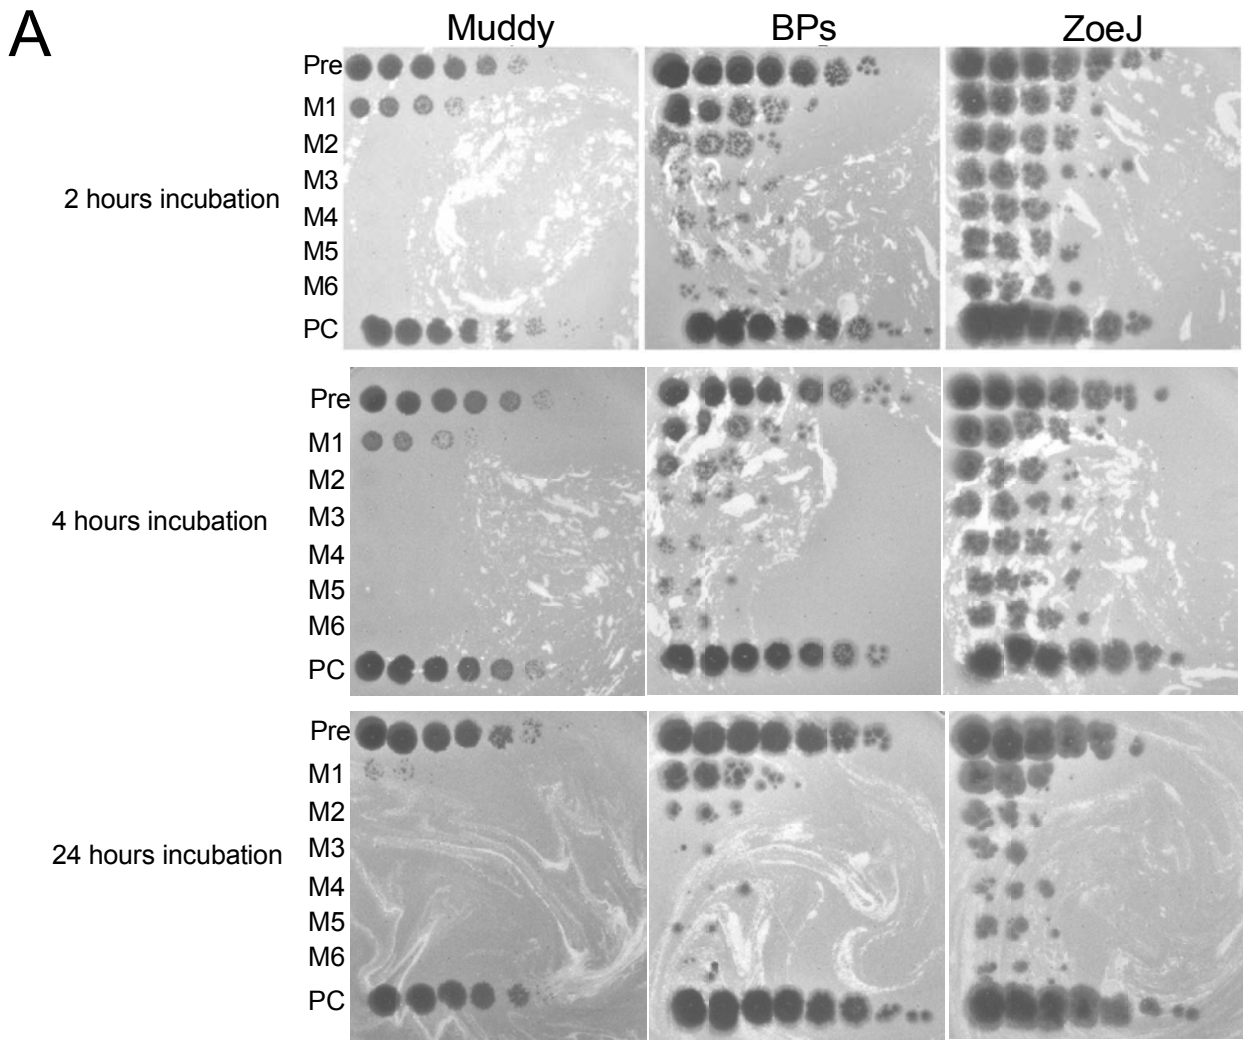 A
Muddy BPs ZoeJ
2 hours incubation
Pre
M1
M2
M3
M4
M5
M6
PC
4 hours incubation
Pre
M1
M2
M3
M4
M5
M6
PC
24 hours incubation
Pre
M1
M2
M3
M4
M5
M6
PC